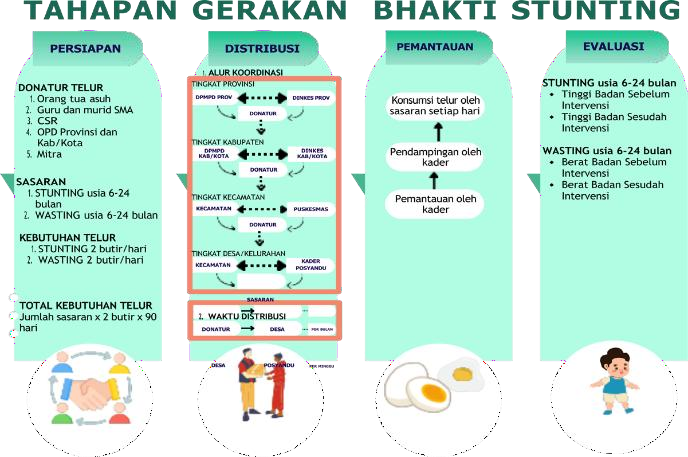 TAHAPAN GERAKAN BHAKTI STUNTING
PERSIAPAN
DONATUR TELUR
1. Orang tua asuh
2. Guru dan murid SMA
3. CSR
4. OPD Provinsi dan
Kab/Kota
5. Mitra
SASARAN
1. STUNTING usia 6-24
bulan
2. WASTING usia 6-24 bulan
KEBUTUHAN TELUR
1. STUNTING 2 butir/hari
2. WASTING 2 butir/hari
TOTAL KEBUTUHAN TELUR
Jumlah sasaran x 2 butir x 90
hari
DISTRIBUSI
1. ALUR KOORDINASI
TINGKAT PROVINSI
DPMPD PROV
DINKES PROV
DONATUR
TINGKAT KABUPATEN
DPMPD
KAB/KOTA
DINKES
KAB/KOTA
DONATUR
TINGKAT KECAMATAN
KECAMATAN
PUSKESMAS
DONATUR
TINGKAT DESA/KELURAHAN
KECAMATAN
KADER
POSYANDU
SASARAN
2. WAKTU DISTRIBUSI
DONATUR
DESA
PER BULAN
DESA
POSYANDU
PER MINGGU
PEMANTAUAN
Konsumsi telur oleh
sasaran setiap hari
Pendampingan oleh
kader
Pemantauan oleh
kader
EVALUASI
STUNTING usia 6-24 bulan
• Tinggi Badan Sebelum
Intervensi
• Tinggi Badan Sesudah
Intervensi
WASTING usia 6-24 bulan
• Berat Badan Sebelum
Intervensi
• Berat Badan Sesudah
Intervensi